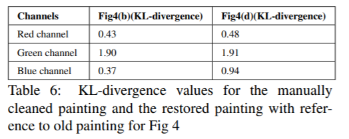 Channels Fig4(b)(KL-divergence) Fig4(d)(KL-divergence)
Red channel 0.43 0.48
Green channel 1.90 1.91
Blue channel 0.37 0.94
Table 6: KL-divergence values for the manually
cleaned painting and the restored painting with refer-
ence to old painting for Fig 4